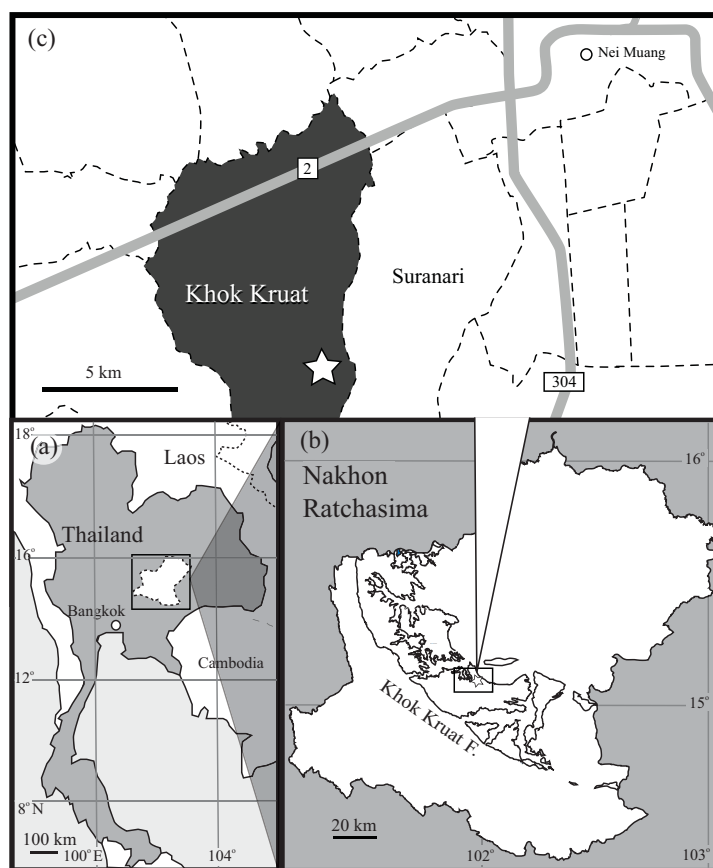 (c)
Nei Muang
2
Khok Kruat
Suranari
5 km
304
(a)
18°
Laos
Thailand
16°
Bangkok
Cambodia
12°
8°N
100 km
100°E
104°
(b)
Nakhon
Ratchasima
16°
Khok Kruat F.
15°
20 km
102°
103°